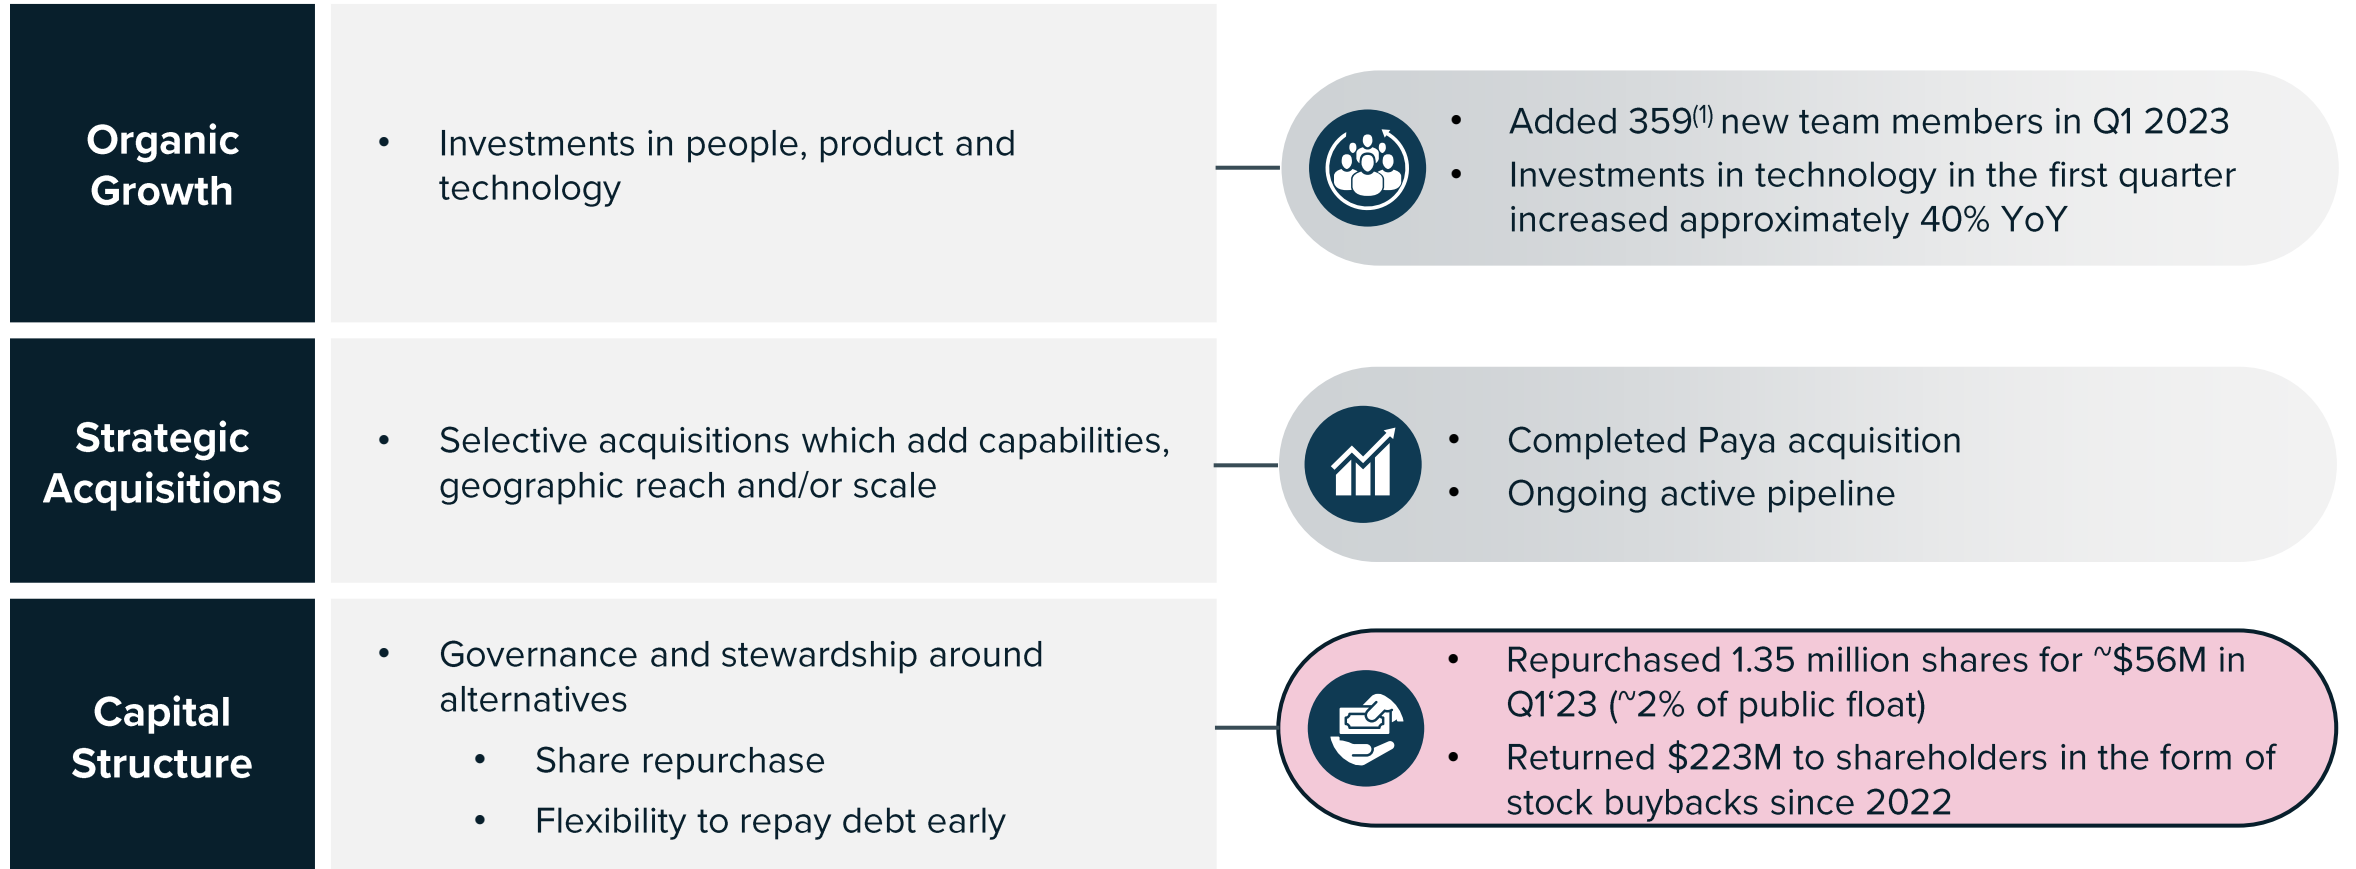 Organic
Growth
• Investments in people, product and
technology
• Added 359(1) new team members in Q1 2023
• Investments in technology in the first quarter
increased approximately 40% YoY
Strategic
Acquisitions
• Selective acquisitions which add capabilities,
geographic reach and/or scale
• Completed Paya acquisition
• Ongoing active pipeline
Capital
Structure
• Governance and stewardship around
alternatives
• Share repurchase
• Flexibility to repay debt early
• Repurchased 1.35 million shares for ~$56M in
Q1‘23 (~2% of public float)
• Returned $223M to shareholders in the form of
stock buybacks since 2022